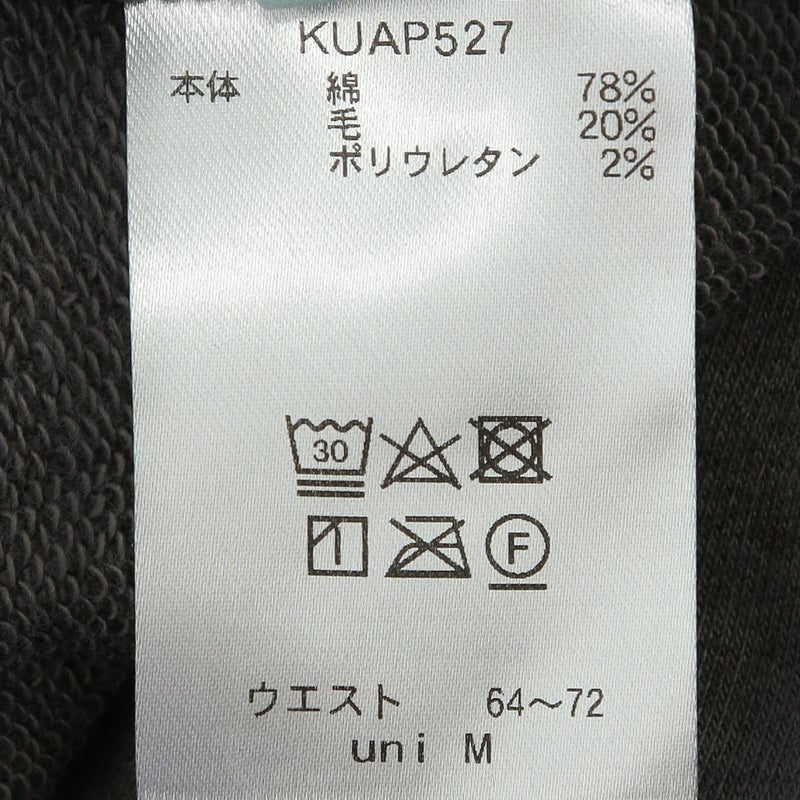 KUAP527
本体 綿 78%
毛 20%
ポリウレタン 2%
30
F
ウエスト 64～72
uni M